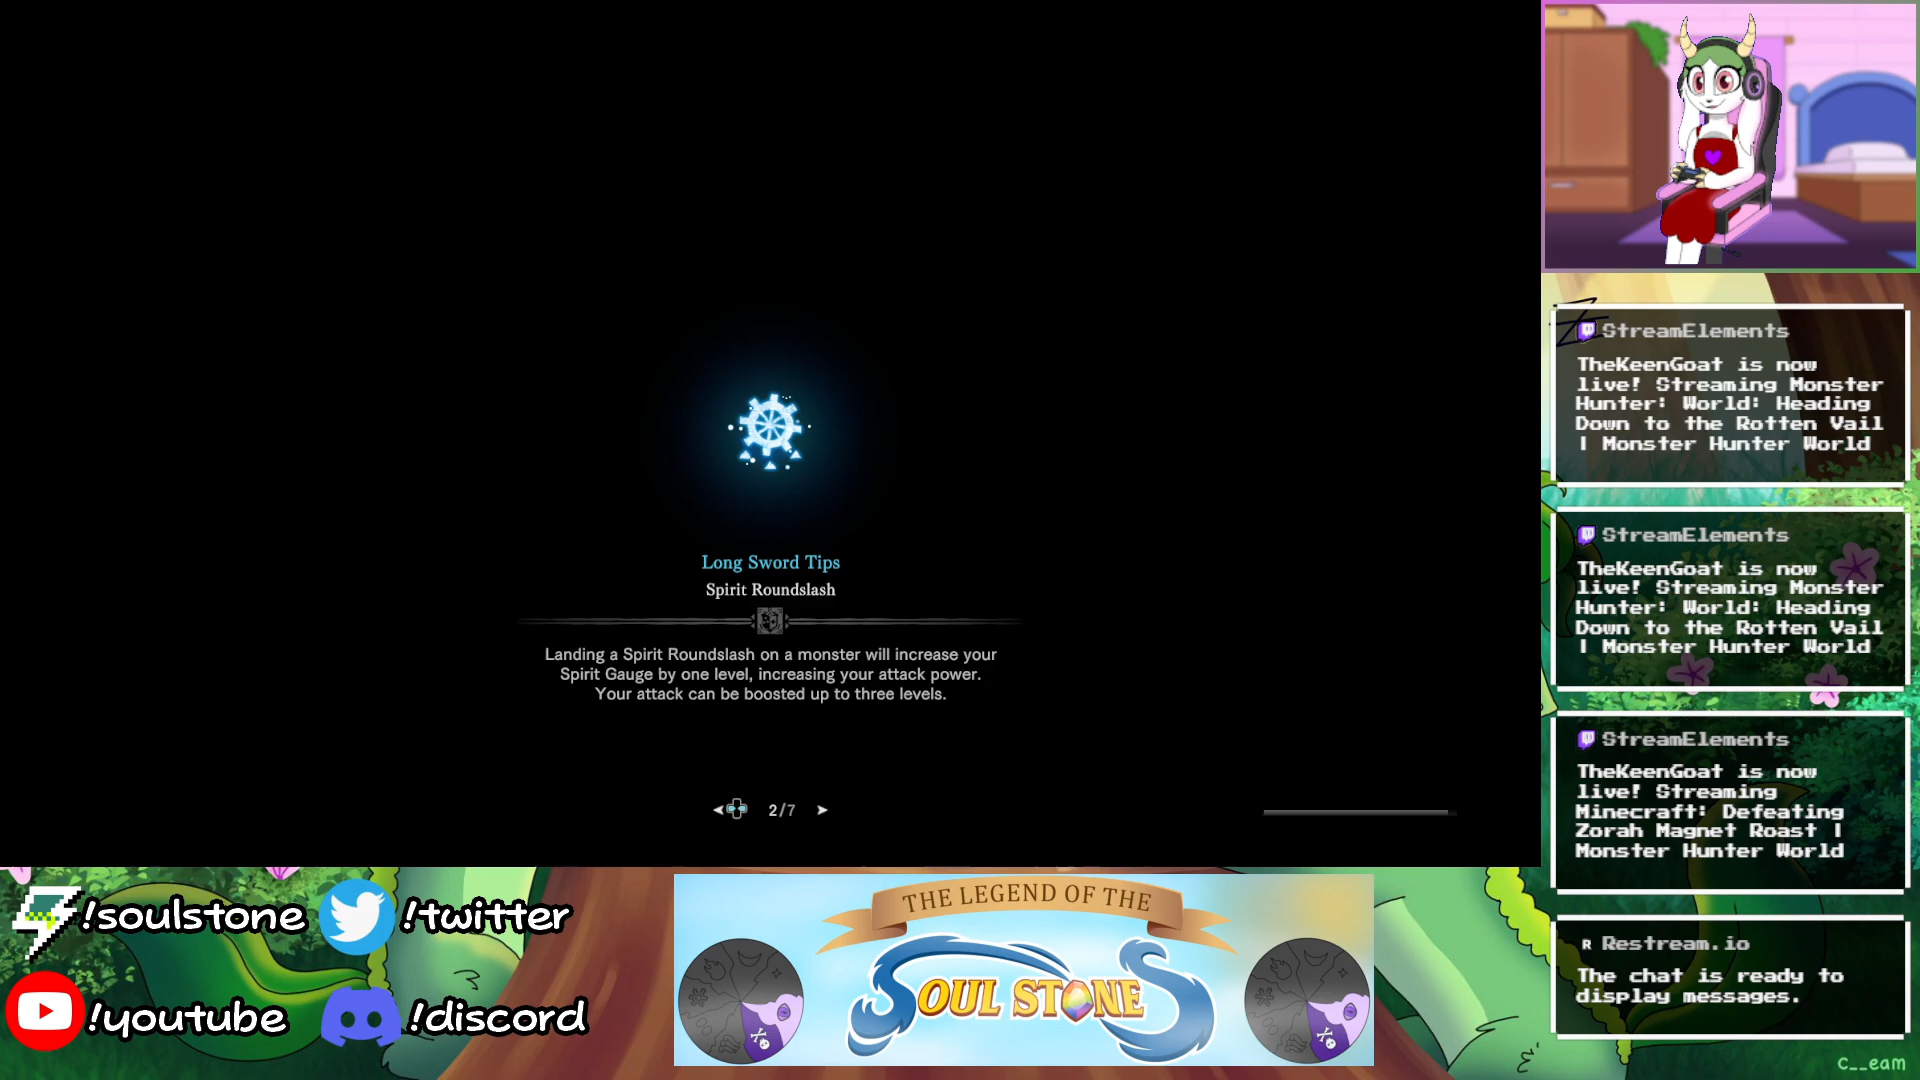 Long Sword Tips
Spirit Roundslash
Landing a Spirit Roundslash on a monster will increase your
Spirit Gauge by one level, increasing your attack power.
Your attack can be boosted up to three levels.
2/7
StreamElements
TheKeenGoat is now
live! Streaming Monster
Hunter: World: Heading
Down to the Rotten Vail
| Monster Hunter World
StreamElements
TheKeenGoat is now
live! Streaming Monster
Hunter: World: Heading
Down to the Rotten Vail
| Monster Hunter World
StreamElements
TheKeenGoat is now
live! Streaming
Minecraft: Defeating
Zorah Magnet Roast |
Monster Hunter World
R Restream.io
The chat is ready to
display messages.
!soulstone
!twitter
!youtube
!discord
THE LEGEND OF THE
SOUL STONES
c__eam